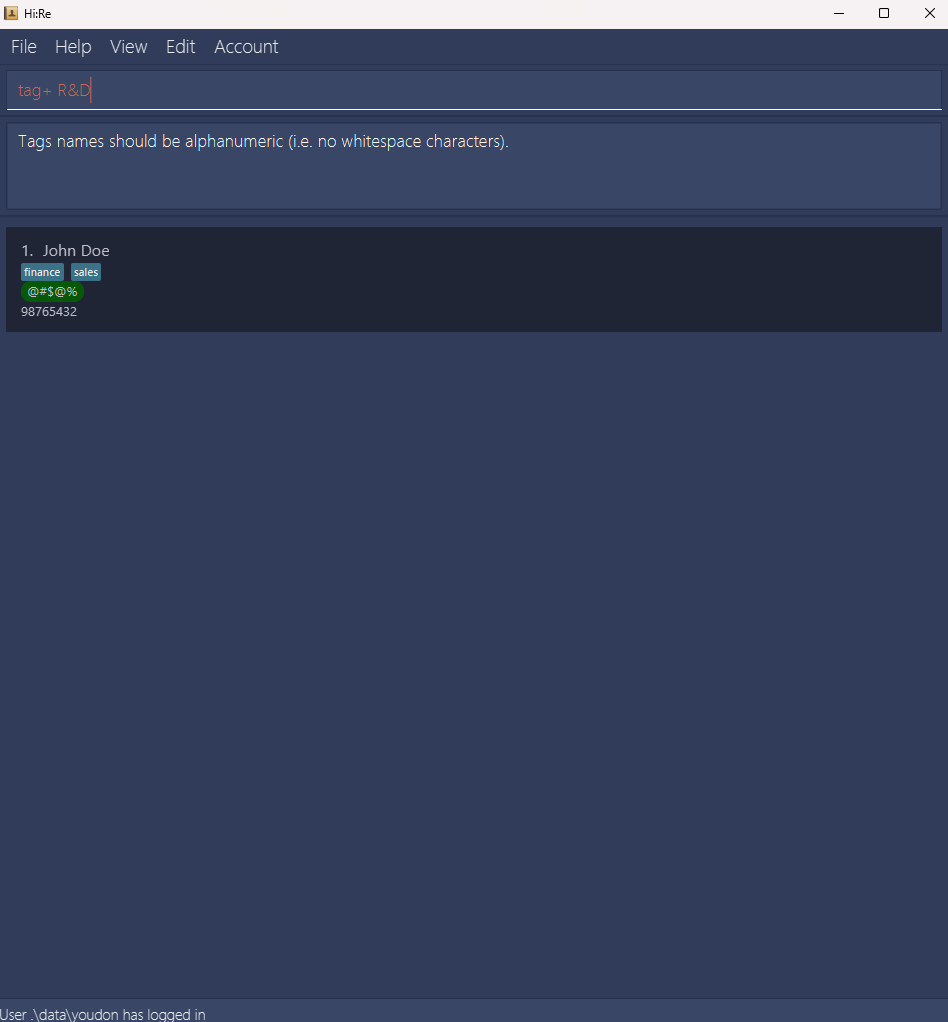 Hi:Re
File Help View Edit Account
tag+ R&D
Tags names should be alphanumeric (i.e. no whitespace characters).
1. John Doe
finance sales
@#$@%
98765432
User .\data\youdon has logged in